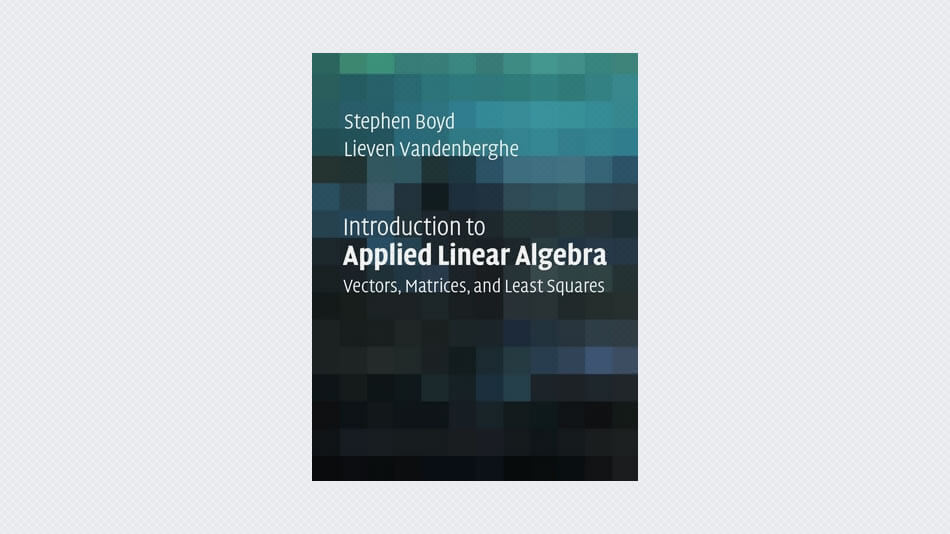 Stephen Boyd
Lieven Vandenberghe
Introduction to
Applied Linear Algebra
Vectors, Matrices, and Least Squares